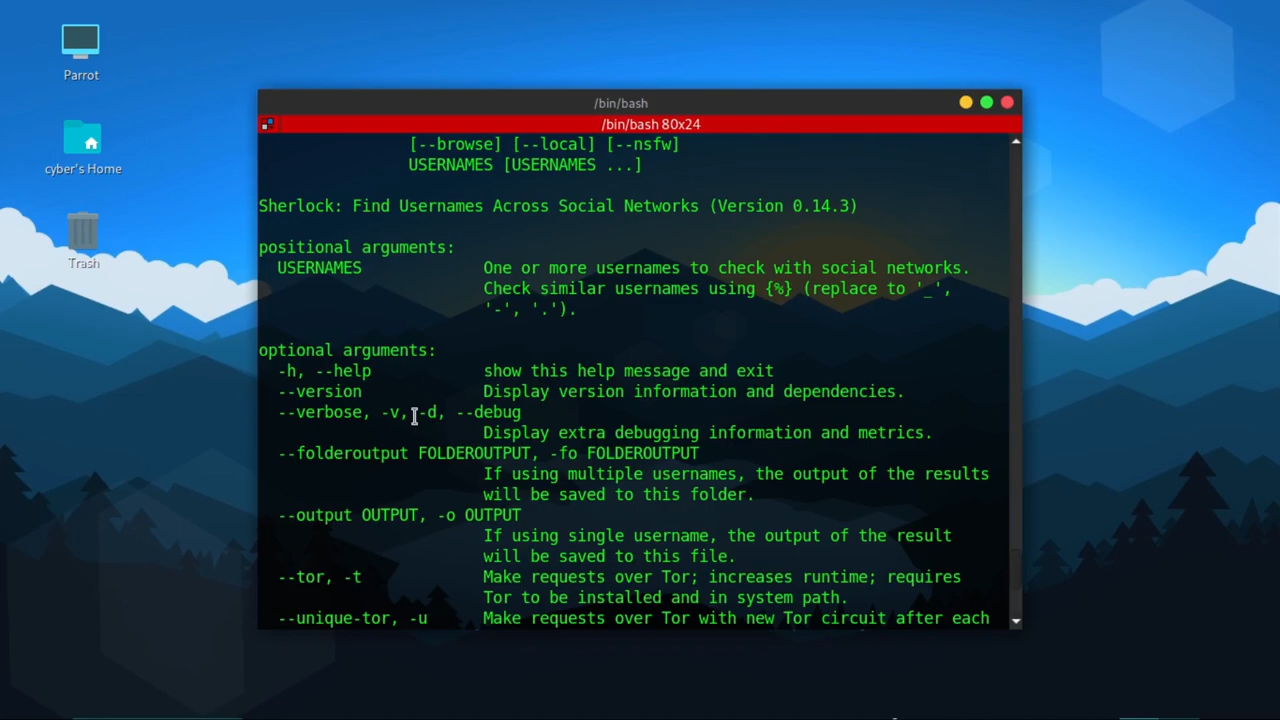 Parrot
cyber's Home
Trash
/bin/bash
/bin/bash 80x24
[--browse] [--local] [--nsfw]
USERNAMES [USERNAMES ...]
Sherlock: Find Usernames Across Social Networks (Version 0.14.3)
positional arguments:
USERNAMES One or more usernames to check with social networks.
Check similar usernames using {%} (replace to '_',
'-', '.').
optional arguments:
-h, --help show this help message and exit
--version Display version information and dependencies.
--verbose, -v, -d, --debug
Display extra debugging information and metrics.
--folderoutput FOLDEROUTPUT, -fo FOLDEROUTPUT
If using multiple usernames, the output of the results
will be saved to this folder.
--output OUTPUT, -o OUTPUT
If using single username, the output of the result
will be saved to this file.
--tor, -t Make requests over Tor; increases runtime; requires
Tor to be installed and in system path.
--unique-tor, -u Make requests over Tor with new Tor circuit after each